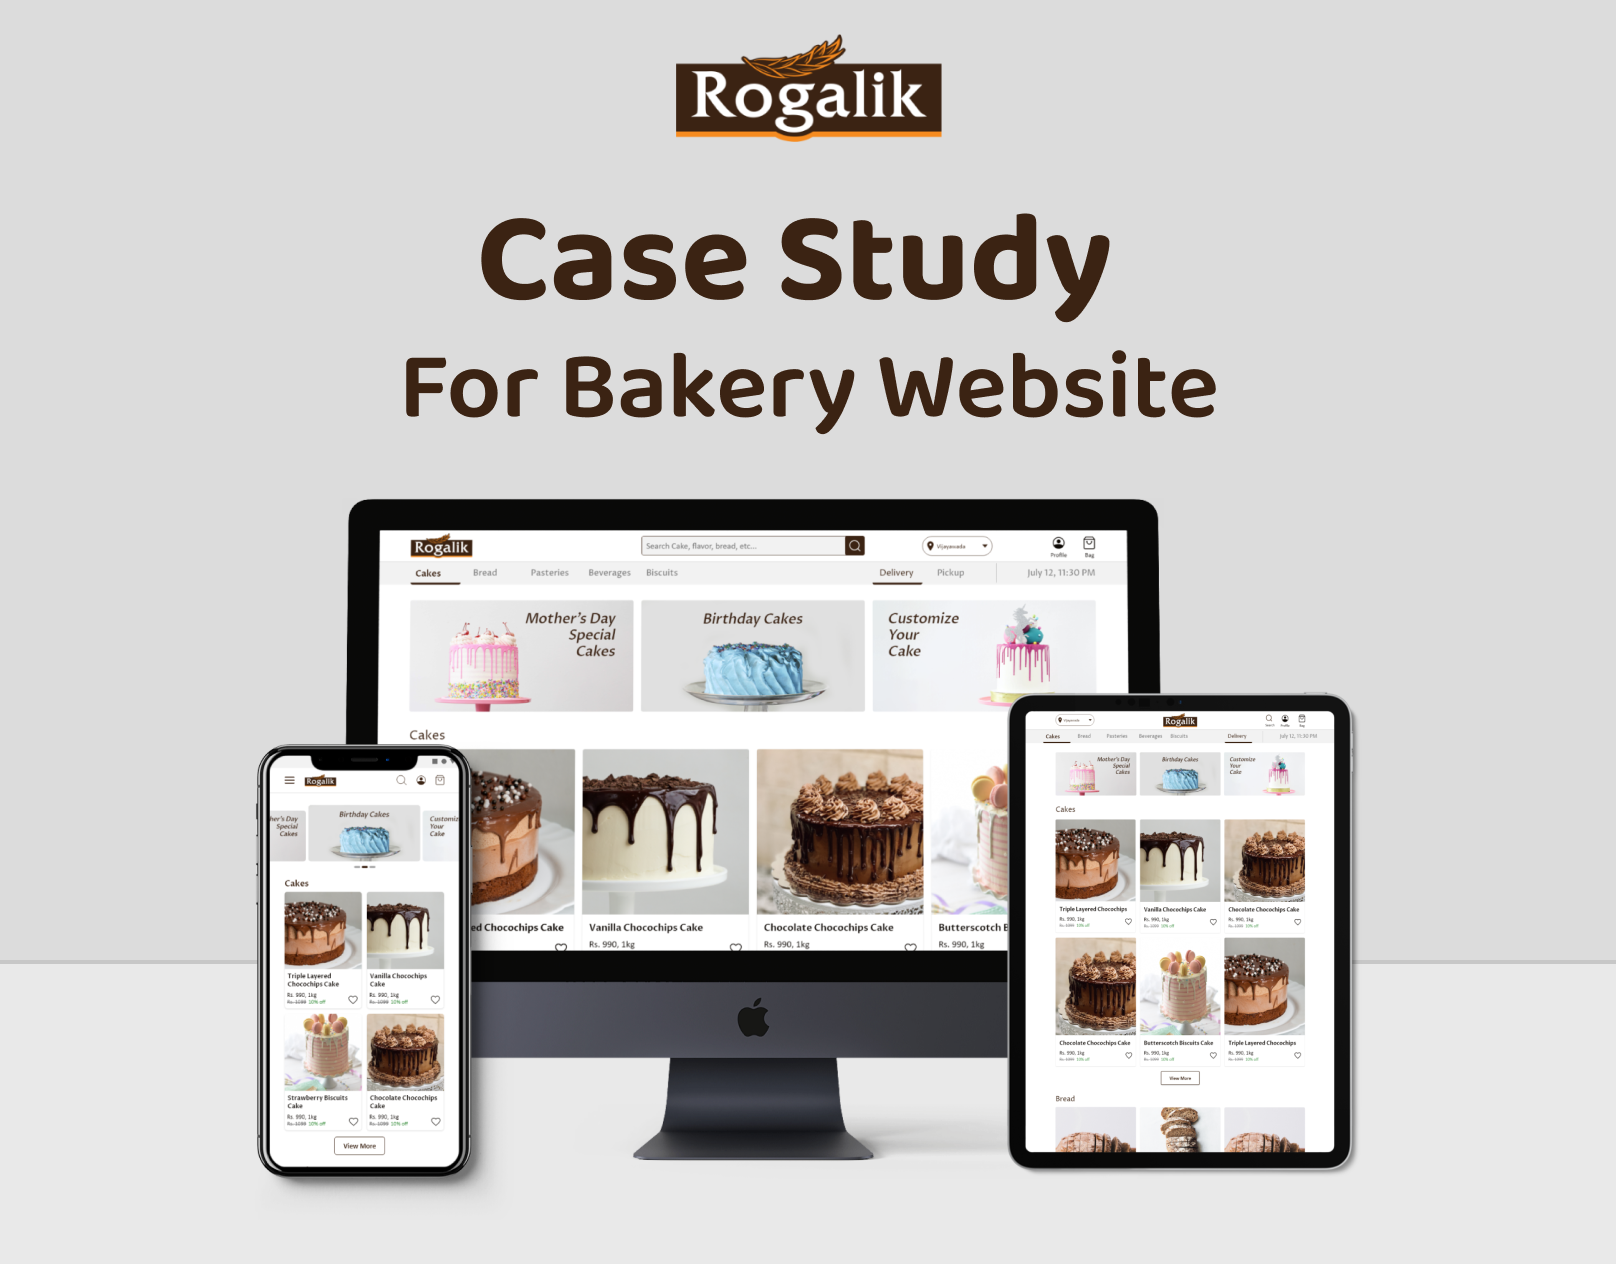 Rogalik
Case Study
For Bakery Website
Rogalik
Search Cake, flavor, bread, etc...
Vijayawada
Profile
Bag
Cakes
Bread
Pasteries
Beverages
Biscuits
Delivery
Pickup
July 12, 11:30 PM
Mother's Day
Special
Cakes
Birthday Cakes
Customize
Your
Cake
Cakes
ed Chocochips Cake
Vanilla Chocochips Cake
Rs. 990, 1kg
Chocolate Chocochips Cake
Rs. 990, 1kg
Butterscotch B
Rs. 990, 1kg
Rogalik
her's Day
Special
Cakes
Birthday Cakes
Customiz
Your
Cake
Cakes
Triple Layered
Chocochips Cake
Rs. 990, 1kg
Rs. 1099 10% off
Vanilla Chocochips
Cake
Rs. 990, 1kg
Rs. 1099 10% off
Strawberry Biscuits
Cake
Rs. 990, 1kg
Rs. 1099 10% off
Chocolate Chocochips
Cake
Rs. 990, 1kg
Rs. 1099 10% off
View More
Vijayawada
Rogalik
Search
Profile
Bag
Cakes
Bread
Pasteries
Beverages
Biscuits
Delivery
July 12, 11:30 PM
Mother's Day
Special
Cakes
Birthday Cakes
Customize
Your
Cake
Cakes
Triple Layered Chocochips
Rs. 990, 1kg
Rs. 1099 10% off
Vanilla Chocochips Cake
Rs. 990, 1kg
Rs. 1099 10% off
Chocolate Chocochips Cake
Rs. 990, 1kg
Rs. 1099 10% off
Chocolate Chocochips Cake
Rs. 990, 1kg
Rs. 1099 10% off
Butterscotch Biscuits Cake
Rs. 990, 1kg
Rs. 1099 10% off
Triple Layered Chocochips
Rs. 990, 1kg
Rs. 1099 10% off
View More
Bread